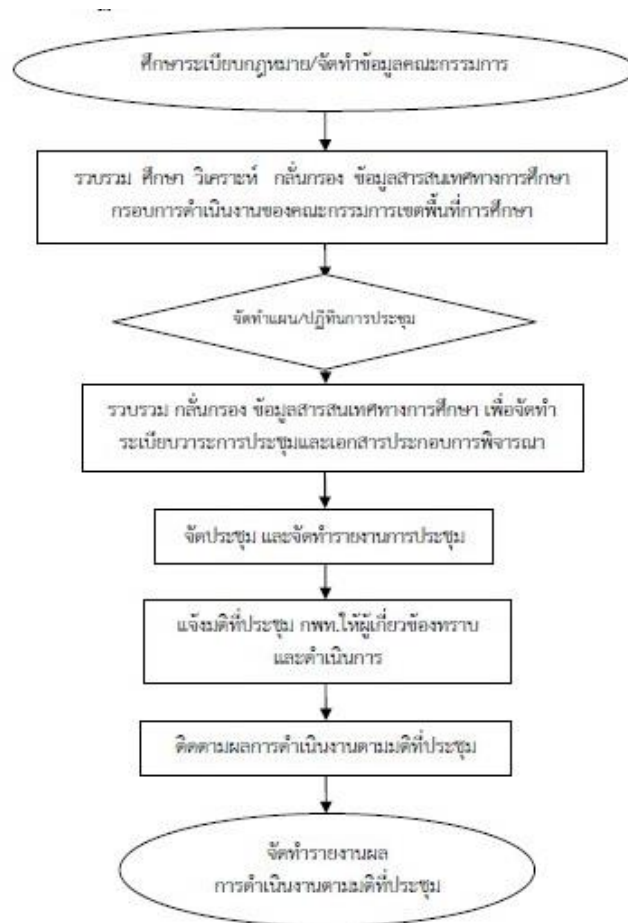 ศึกษาระเบียบกฎหมาย/จัดทำข้อมูลคณะกรรมการ
รวบรวม ศึกษา วิเคราะห์ กลั่นกรอง ข้อมูลสารสนเทศทางการศึกษา
กรอบการดำเนินงานของคณะกรรมการเขตพื้นที่การศึกษา
จัดทำแผน/ปฏิทินการประชุม
รวบรวม กลั่นกรอง ข้อมูลสารสนเทศทางการศึกษา เพื่อจัดทำ
ระเบียบวาระการประชุมและเอกสารประกอบการพิจารณา
จัดประชุม และจัดทำรายงานการประชุม
แจ้งมติที่ประชุม กพท.ให้ผู้เกี่ยวข้องทราบ
และดำเนินการ
ติดตามผลการดำเนินงานตามมติที่ประชุม
จัดทำรายงานผล
การดำเนินงานตามมติที่ประชุม